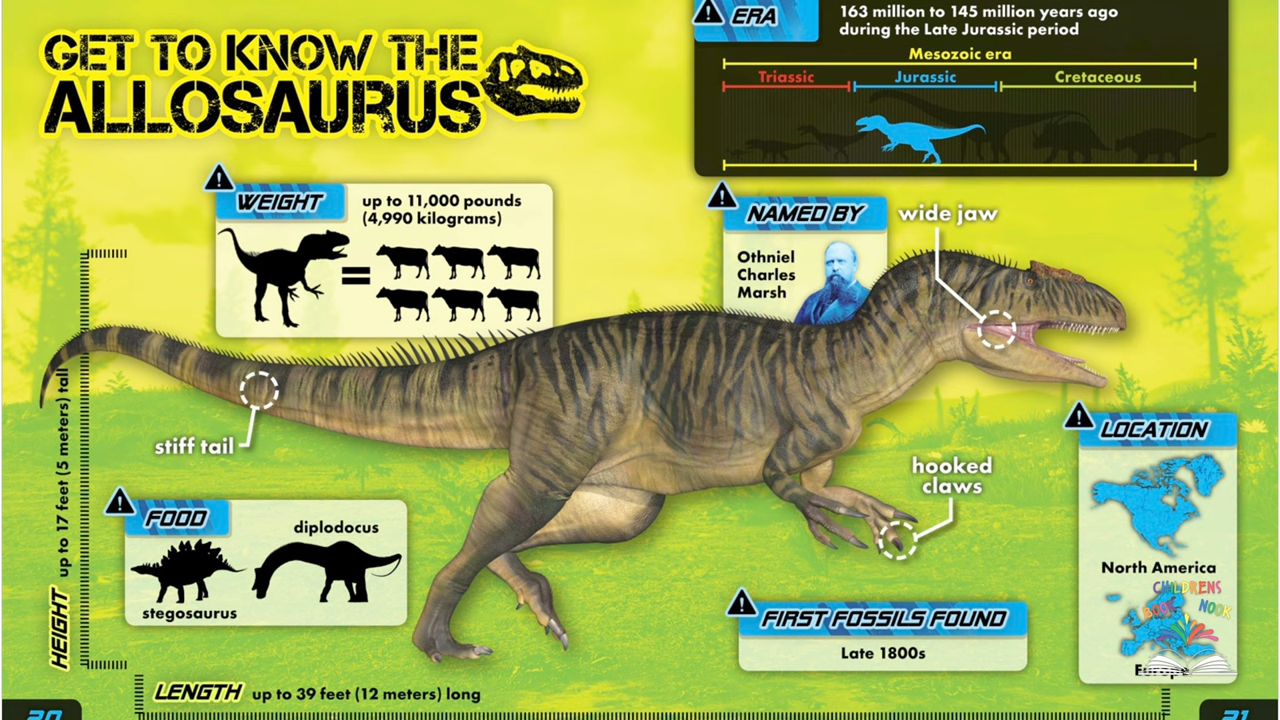 GET TO KNOW THE
ALLOSAURUS
ERA
163 million to 145 million years ago
during the Late Jurassic period
Mesozoic era
Triassic
Jurassic
Cretaceous
WEIGHT
up to 11,000 pounds
(4,990 kilograms)
=
NAMED BY
Othniel
Charles
Marsh
wide jaw
stiff tail
hooked
claws
LOCATION
North America
Europe
CHILDRENS
BOOK NOOK
FOOD
stegosaurus
diplodocus
FIRST FOSSILS FOUND
Late 1800s
HEIGHT up to 17 feet (5 meters) tall
LENGTH up to 39 feet (12 meters) long
20
21